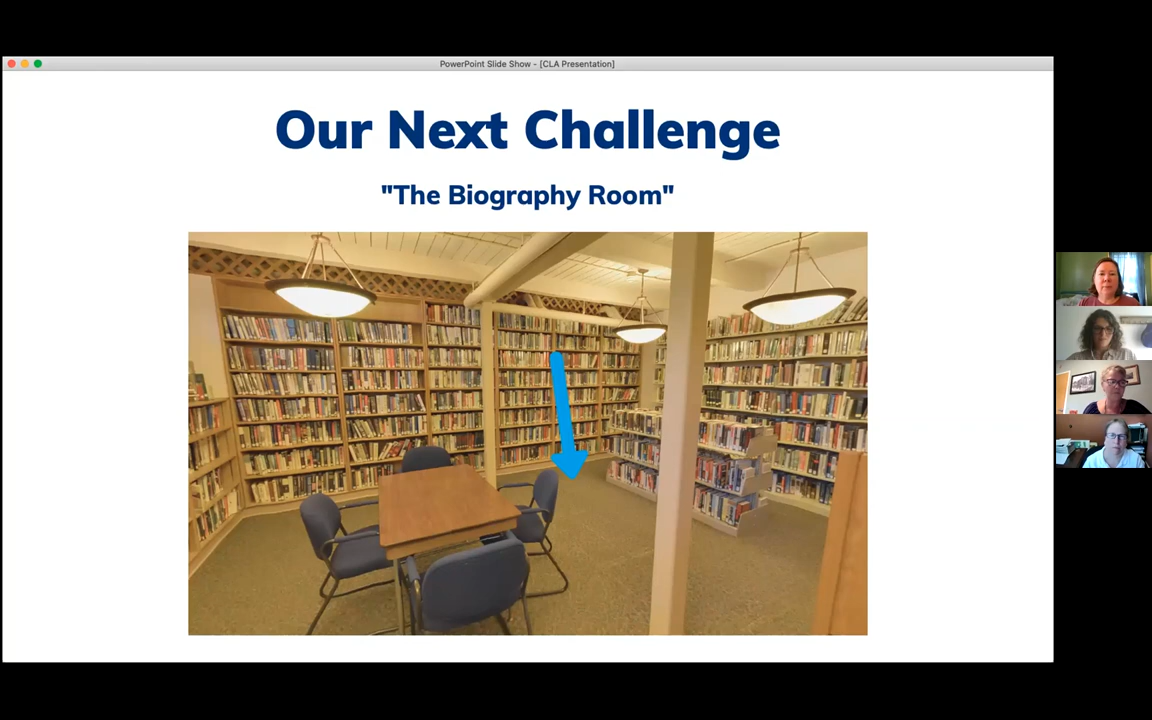 PowerPoint Slide Show - [CLA Presentation]
Our Next Challenge
"The Biography Room"